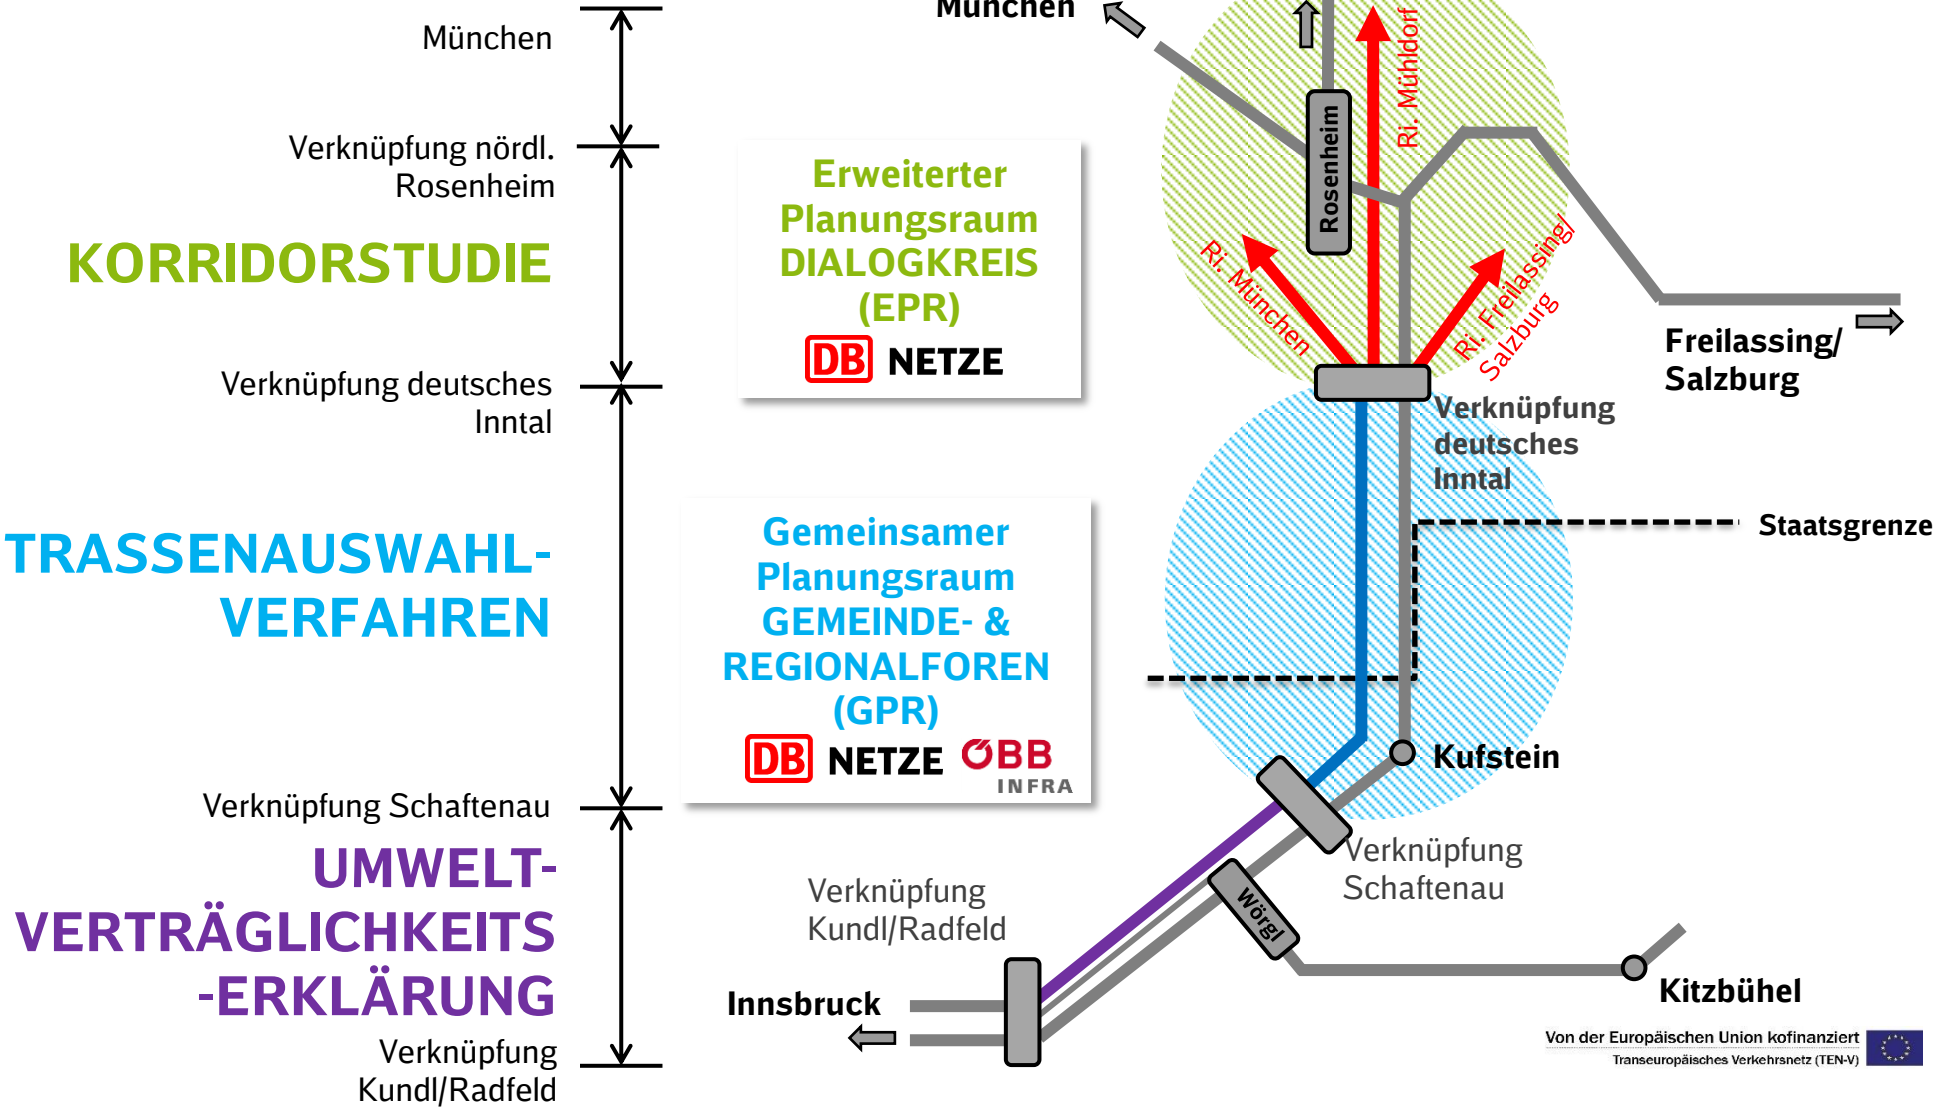 München
Verknüpfung nördl.
Rosenheim
KORRIDORSTUDIE
Verknüpfung deutsches
Inntal
TRASSENAUSWAHL-
VERFAHREN
Verknüpfung Schaftenau
UMWELT-
VERTRÄGLICHKEITS
-ERKLÄRUNG
Verknüpfung
Kundl/Radfeld
Erweiterter
Planungsraum
DIALOGKREIS
(EPR)
DB NETZE
Gemeinsamer
Planungsraum
GEMEINDE- &
REGIONALFOREN
(GPR)
DB NETZE ÖBB
INFRA
München
Ri. Mühldorf
Rosenheim
Ri. München
Ri. Freilassing/
Salzburg
Freilassing/
Salzburg
Verknüpfung
deutsches
Inntal
Staatsgrenze
Kufstein
Verknüpfung
Schaftenau
Wörgl
Verknüpfung
Kundl/Radfeld
Innsbruck
Kitzbühel
Von der Europäischen Union kofinanziert
Transeuropäisches Verkehrsnetz (TEN-V)